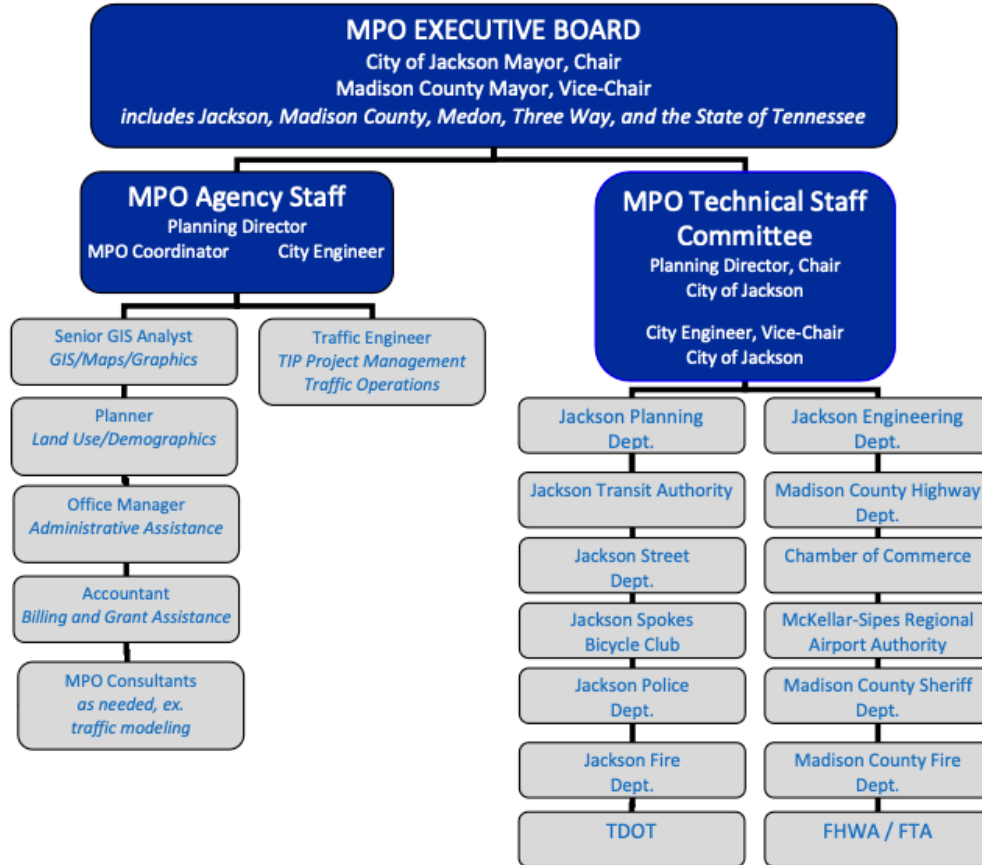 MPO EXECUTIVE BOARD
City of Jackson Mayor, Chair
Madison County Mayor, Vice-Chair
includes Jackson, Madison County, Medon, Three Way, and the State of Tennessee
MPO Agency Staff
Planning Director
MPO Coordinator City Engineer
MPO Technical Staff
Committee
Planning Director, Chair
City of Jackson
City Engineer, Vice-Chair
City of Jackson
Senior GIS Analyst
GIS/Maps/Graphics
Traffic Engineer
TIP Project Management
Traffic Operations
Planner
Land Use/Demographics
Office Manager
Administrative Assistance
Accountant
Billing and Grant Assistance
MPO Consultants
as needed, ex.
traffic modeling
Jackson Planning
Dept.
Jackson Engineering
Dept.
Jackson Transit Authority
Madison County Highway
Dept.
Jackson Street
Dept.
Chamber of Commerce
Jackson Spokes
Bicycle Club
McKellar-Sipes Regional
Airport Authority
Jackson Police
Dept.
Madison County Sheriff
Dept.
Jackson Fire
Dept.
Madison County Fire
Dept.
TDOT
FHWA / FTA